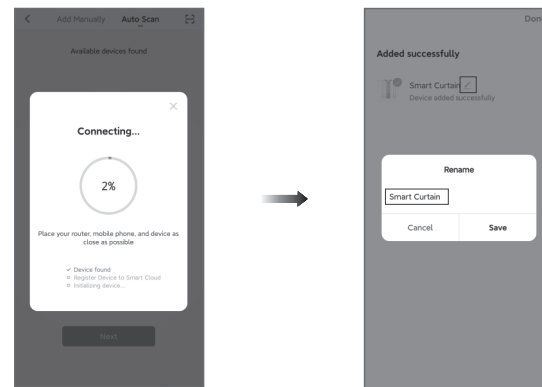 Add Manually Auto Scan
Available devices found
Connecting...
2%
Place your router, mobile phone, and device as
close as possible
Device found
Register Device to Smart Cloud
Initializing device...
Next
Added successfully
Smart Curtain
Device added successfully
Rename
Smart Curtain
Cancel Save